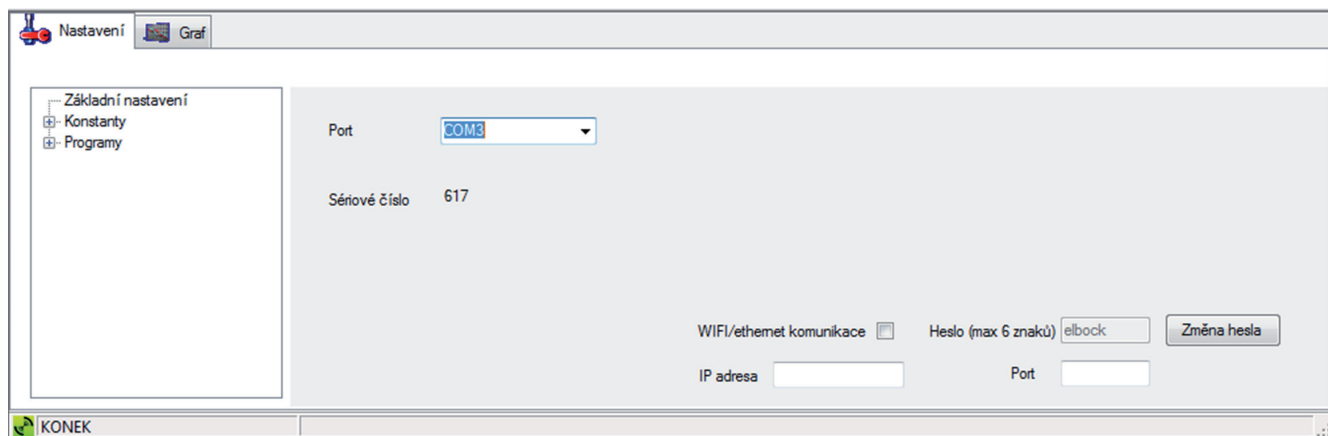 Nastavení Graf
Základní nastavení
Konstanty
Programy
Port COM3
Sériové číslo 617
WIFI/ethernet komunikace Heslo (max 6 znaků) elbock Změna hesla
IP adresa Port
KONEK